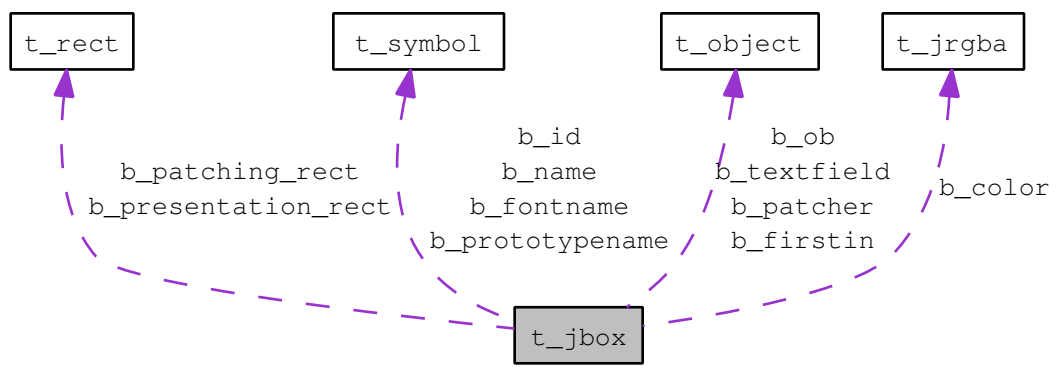 t_rect
t_symbol
t_object
t_jrgba
b_patching_rect
b_presentation_rect
b_id
b_name
b_fontname
b_prototypename
b_ob
b_textfield
b_patcher
b_firstin
b_color
t_jbox